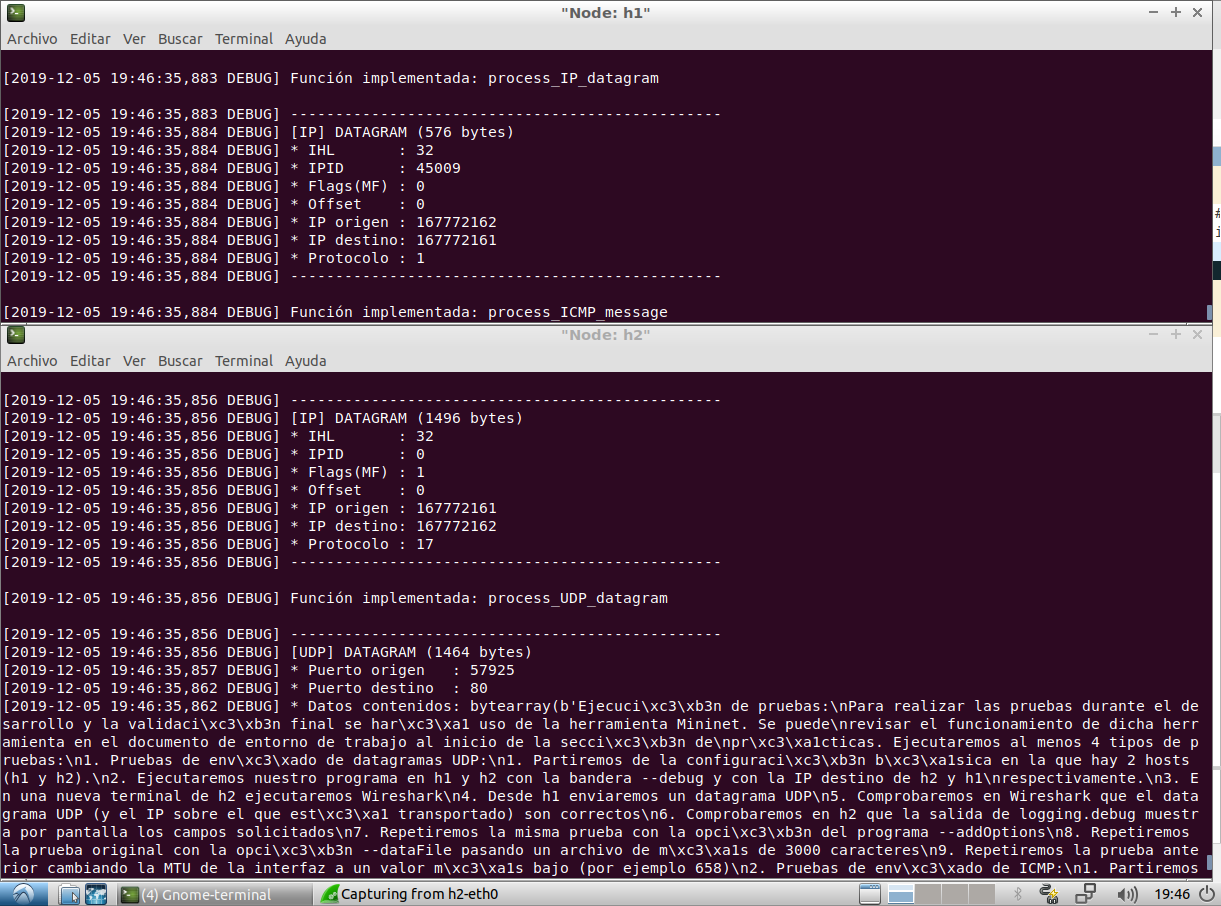 "Node: h1"
Archivo Editar Ver Buscar Terminal Ayuda
[2019-12-05 19:46:35,883 DEBUG] Función implementada: process_IP_datagram
[2019-12-05 19:46:35,883 DEBUG] ------------------------------------------------
[2019-12-05 19:46:35,884 DEBUG] [IP] DATAGRAM (576 bytes)
[2019-12-05 19:46:35,884 DEBUG] * IHL       : 32
[2019-12-05 19:46:35,884 DEBUG] * IPID      : 45009
[2019-12-05 19:46:35,884 DEBUG] * Flags(MF) : 0
[2019-12-05 19:46:35,884 DEBUG] * Offset    : 0
[2019-12-05 19:46:35,884 DEBUG] * IP origen : 167772162
[2019-12-05 19:46:35,884 DEBUG] * IP destino: 167772161
[2019-12-05 19:46:35,884 DEBUG] * Protocolo : 1
[2019-12-05 19:46:35,884 DEBUG] ------------------------------------------------
[2019-12-05 19:46:35,884 DEBUG] Función implementada: process_ICMP_message
"Node: h2"
Archivo Editar Ver Buscar Terminal Ayuda
[2019-12-05 19:46:35,856 DEBUG] ------------------------------------------------
[2019-12-05 19:46:35,856 DEBUG] [IP] DATAGRAM (1496 bytes)
[2019-12-05 19:46:35,856 DEBUG] * IHL       : 32
[2019-12-05 19:46:35,856 DEBUG] * IPID      : 0
[2019-12-05 19:46:35,856 DEBUG] * Flags(MF) : 1
[2019-12-05 19:46:35,856 DEBUG] * Offset    : 0
[2019-12-05 19:46:35,856 DEBUG] * IP origen : 167772161
[2019-12-05 19:46:35,856 DEBUG] * IP destino: 167772162
[2019-12-05 19:46:35,856 DEBUG] * Protocolo : 17
[2019-12-05 19:46:35,856 DEBUG] ------------------------------------------------
[2019-12-05 19:46:35,856 DEBUG] Función implementada: process_UDP_datagram
[2019-12-05 19:46:35,856 DEBUG] ------------------------------------------------
[2019-12-05 19:46:35,856 DEBUG] [UDP] DATAGRAM (1464 bytes)
[2019-12-05 19:46:35,857 DEBUG] * Puerto origen   : 57925
[2019-12-05 19:46:35,862 DEBUG] * Puerto destino  : 80
[2019-12-05 19:46:35,862 DEBUG] * Datos contenidos: bytearray(b'Ejecuci\xc3\xb3n de pruebas:\nPara realizar las pruebas durante el de
sarrollo y la validaci\xc3\xb3n final se har\xc3\xa1 uso de la herramienta Mininet. Se puede\nrevisar el funcionamiento de dicha herr
amienta en el documento de entorno de trabajo al inicio de la secci\xc3\xb3n de\npr\xc3\xa1cticas. Ejecutaremos al menos 4 tipos de p
ruebas:\n1. Pruebas de env\xc3\xado de datagramas UDP:\n1. Partiremos de la configuraci\xc3\xb3n b\xc3\xa1sica en la que hay 2 hosts
(h1 y h2).\n2. Ejecutaremos nuestro programa en h1 y h2 con la bandera --debug y con la IP destino de h2 y h1\nrespectivamente.\n3. E
n una nueva terminal de h2 ejecutaremos Wireshark\n4. Desde h1 enviaremos un datagrama UDP\n5. Comprobaremos en Wireshark que el data
grama UDP (y el IP sobre el que est\xc3\xa1 transportado) son correctos\n6. Comprobaremos en h2 que la salida de logging.debug muestr
a por pantalla los campos solicitados\n7. Repetiremos la misma prueba con la opci\xc3\xb3n del programa --addOptions\n8. Repetiremos
la prueba original con la opci\xc3\xb3n --dataFile pasando un archivo de m\xc3\xa1s de 3000 caracteres\n9. Repetiremos la prueba ante
rior cambiando la MTU de la interfaz a un valor m\xc3\xa1s bajo (por ejemplo 658)\n2. Pruebas de env\xc3\xado de ICMP:\n1. Partiremos
(4) Gnome-terminal
Capturing from h2-eth0
19:46